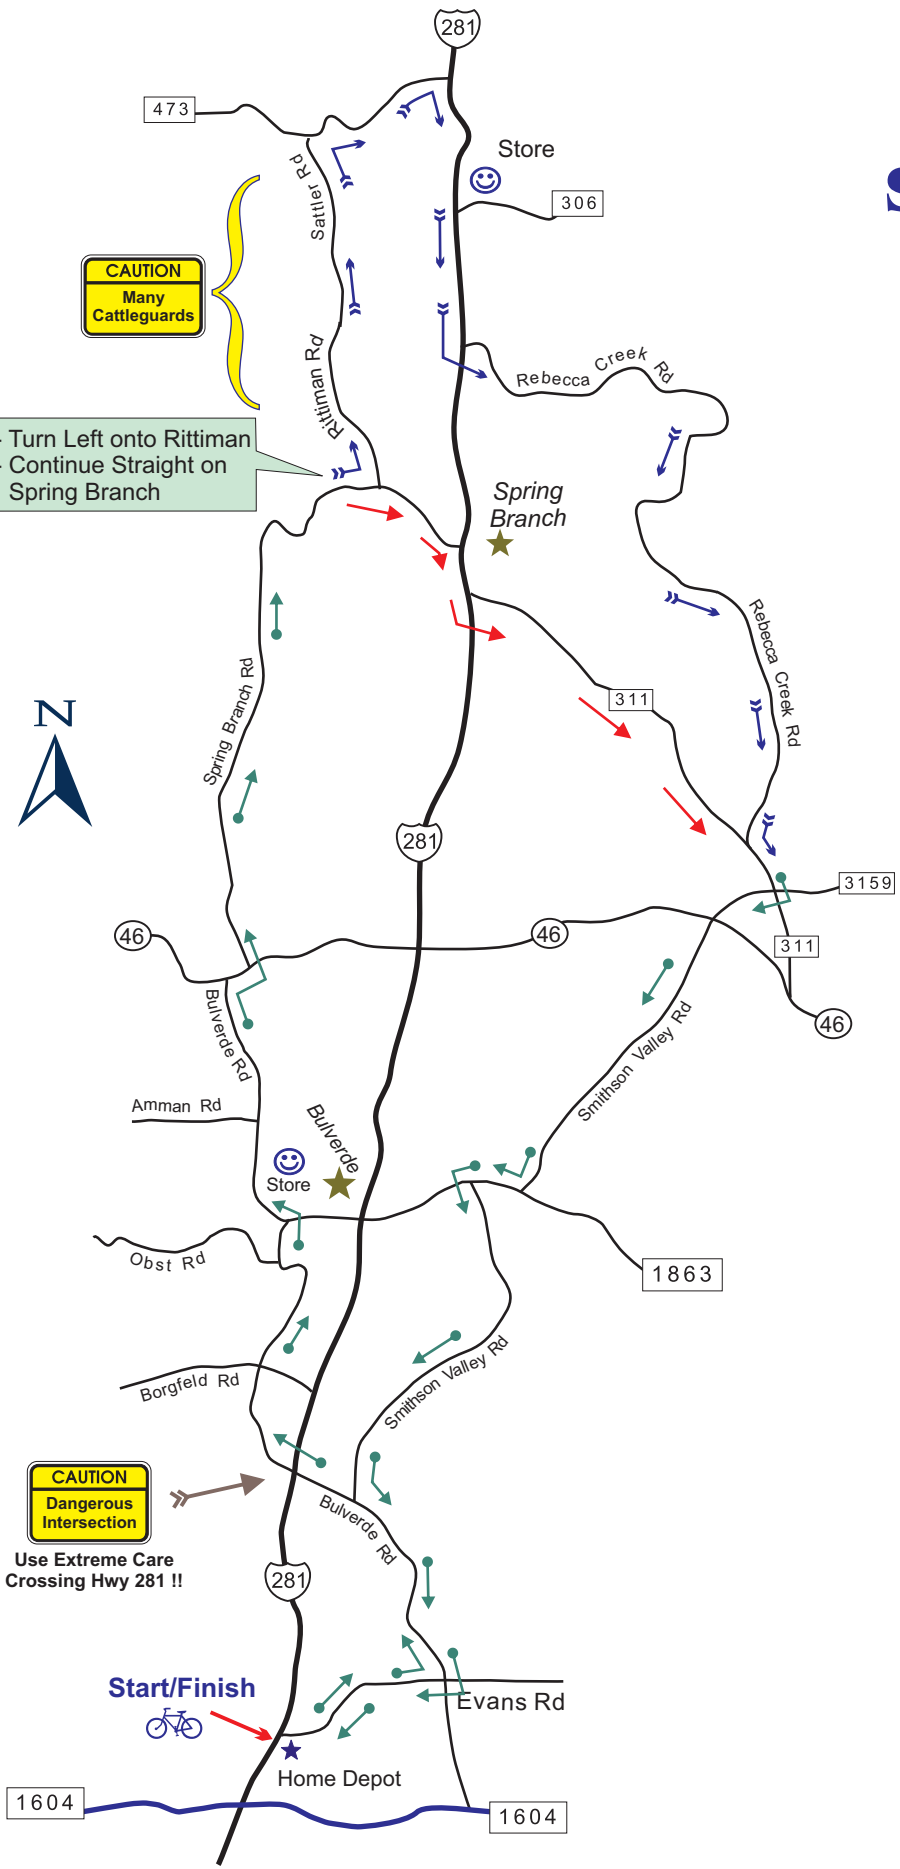 281
473
Store
S
306
Sattler Rd
CAUTION
Many
Cattleguards
Rittiman Rd
Rebecca Creek Rd
- Turn Left onto Rittiman
- Continue Straight on
Spring Branch
Spring
Branch
Rebecca Creek Rd
Spring Branch Rd
311
N
281
3159
46
46
311
Bulverde Rd
46
Smithson Valley Rd
Amman Rd
Bulverde
Store
Obst Rd
1863
Smithson Valley Rd
Borgfeld Rd
CAUTION
Dangerous
Intersection
Bulverde Rd
Use Extreme Care
Crossing Hwy 281 !!
281
Start/Finish
Evans Rd
Home Depot
1604
1604